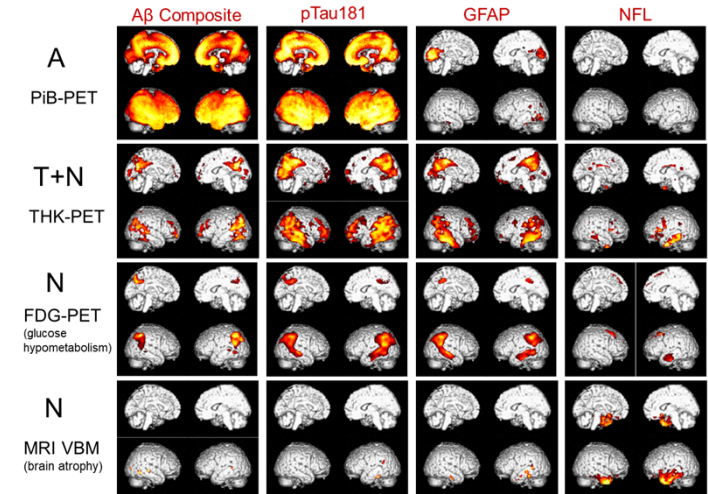 Aβ Composite
pTau181
GFAP
NFL
A
PiB-PET
T+N
THK-PET
N
FDG-PET
(glucose
hypometabolism)
N
MRI VBM
(brain atrophy)